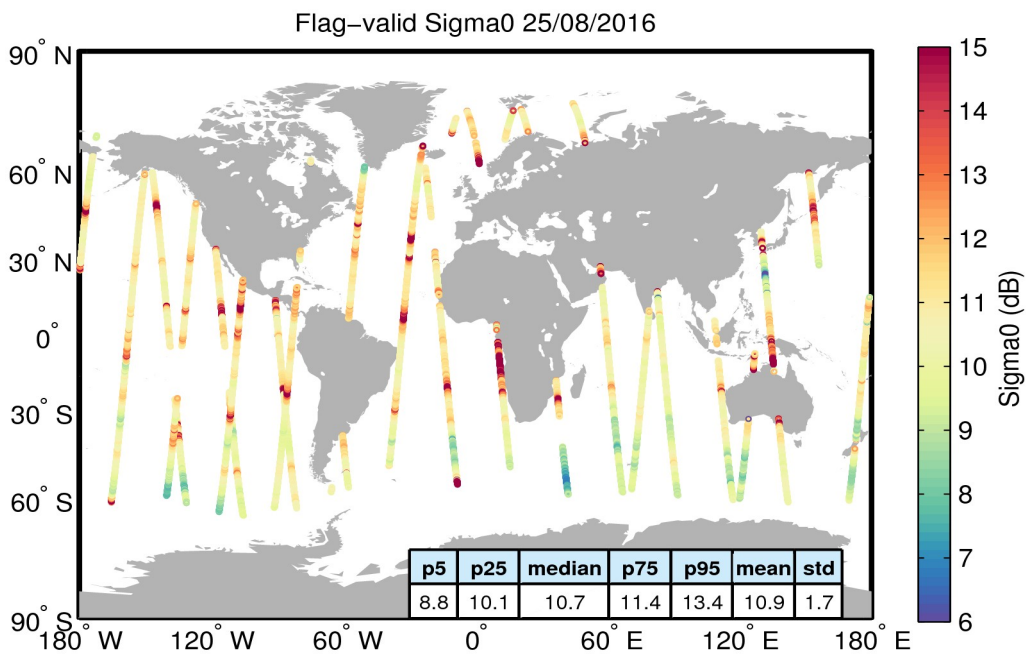 Flag−valid Sigma0 25/08/2016
90° N
60° N
30° N
0°
30° S
60° S
90° S
180° W
120° W
60° W
0°
60° E
120° E
180° E
p5 p25 median p75 p95 mean std
8.8 10.1 10.7 11.4 13.4 10.9 1.7
15
14
13
12
11
10
9
8
7
6
Sigma0 (dB)